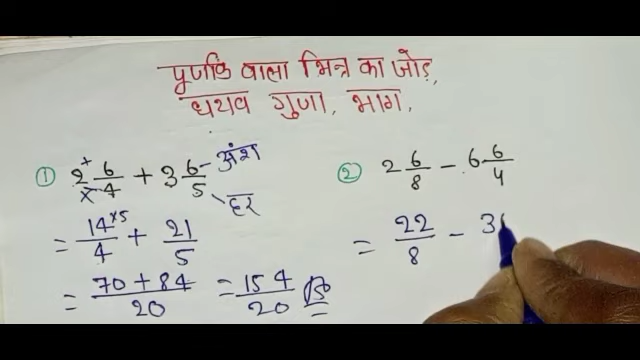 पूर्णांक वाला भिन्न का जोड़,
घटाव गुणा, भाग,
① 2 6/4 + 3 6/5 अंश हर
= 14×5/4 + 21/5
= 70 + 84/20 = 154/20
② 2 6/8 - 6 6/4
= 22/8 - 3